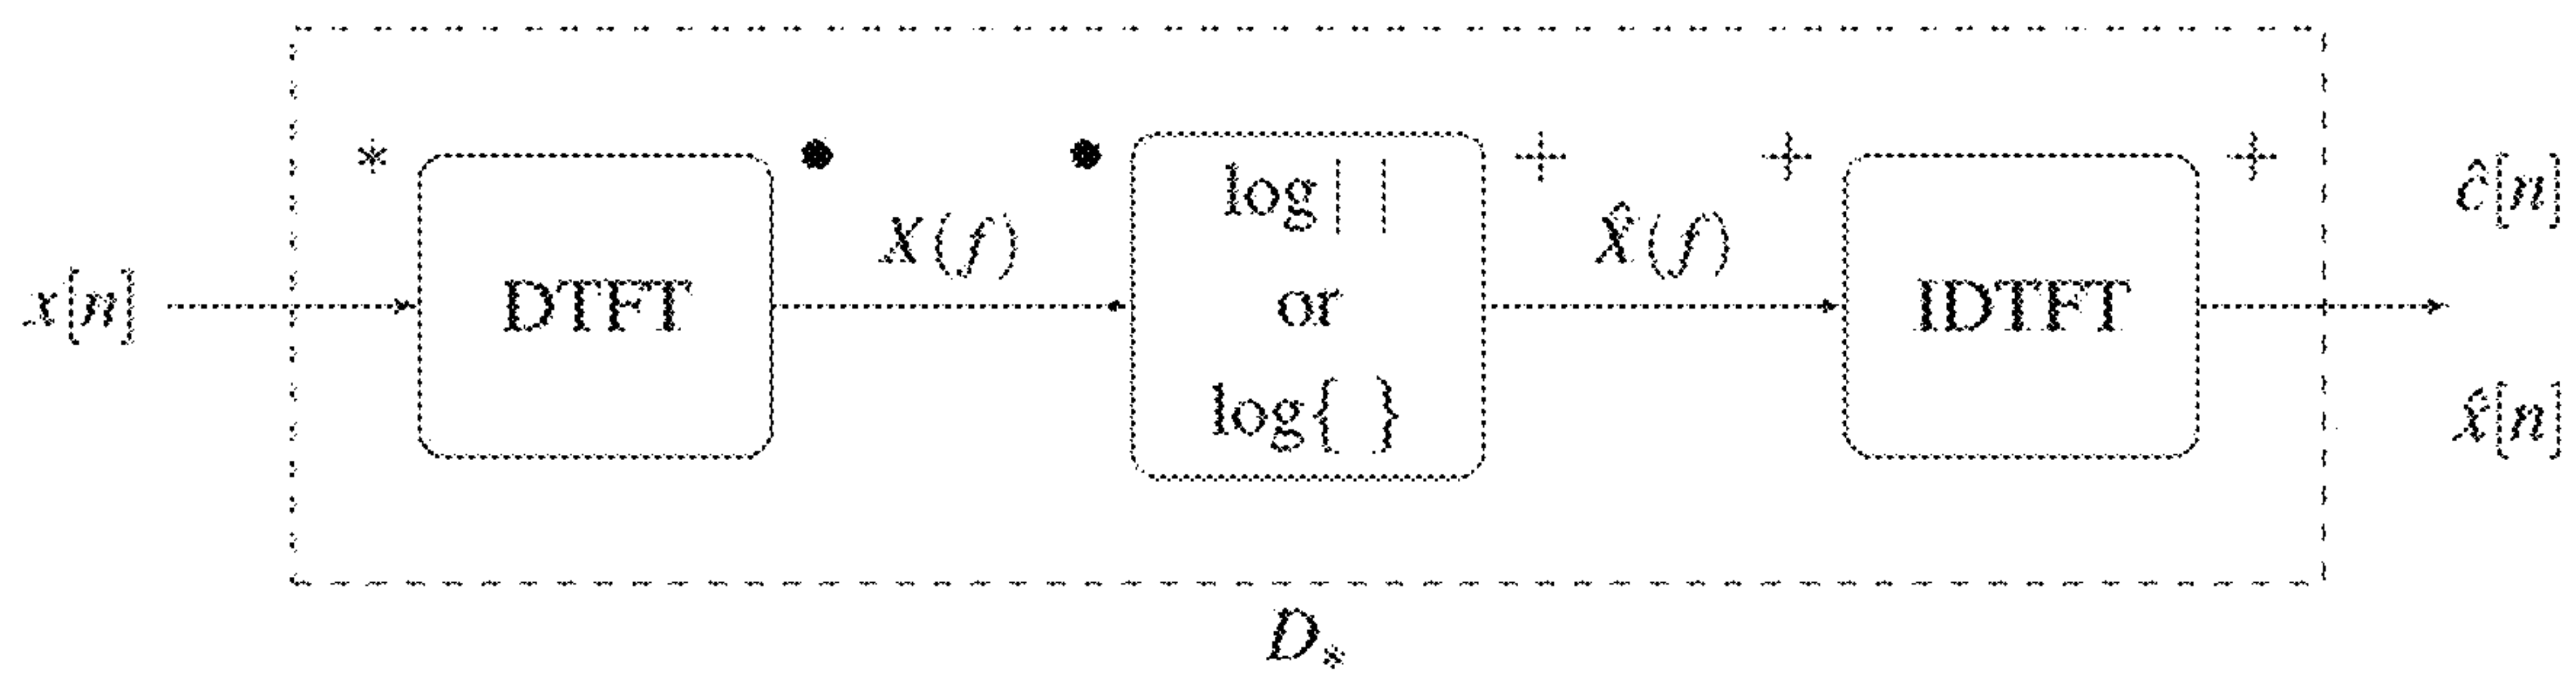 * ● ● log| | + + + ĉ[n]
X(f) X̂(f)
x[n] DTFT or IDTFT
log{ } x̂[n]
D*